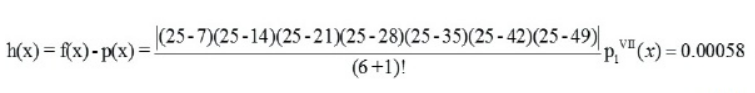 h(x) = f(x) - p(x) = |(25 - 7)(25 - 14)(25 - 21)(25 - 28)(25 - 35)(25 - 42)(25 - 49)| / (6 + 1)! p₁^VII (x) = 0.00058